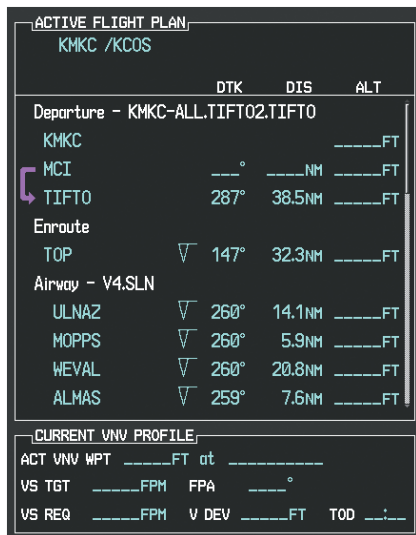 ACTIVE FLIGHT PLAN
KMKC /KCOS
DTK DIS ALT
Departure - KMKC-ALL.TIFTO2.TIFTO
KMKC _____FT
MCI ___° ____NM _____FT
TIFTO 287° 38.5NM _____FT
Enroute
TOP 147° 32.3NM _____FT
Airway - V4.SLN
ULNAZ 260° 14.1NM _____FT
MOPPS 260° 5.9NM _____FT
WEVAL 260° 20.8NM _____FT
ALMAS 259° 7.6NM _____FT
CURRENT VNV PROFILE
ACT VNV WPT _____FT at __________
VS TGT _____FPM FPA ____°
VS REQ _____FPM V DEV _____FT TOD __:__